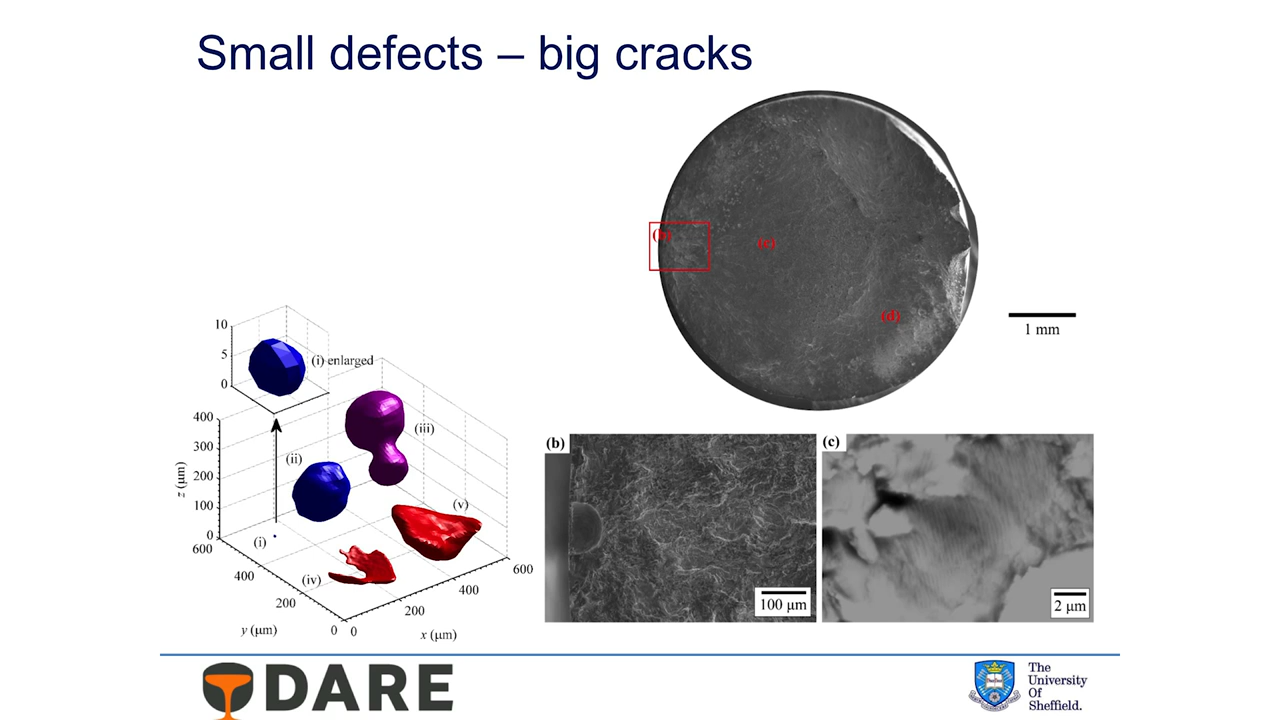 Small defects – big cracks
(b)
(c)
(d)
1 mm
10
5
0
(i) enlarged
400
300
200
100
0
z (μm)
(iii)
(ii)
(v)
(i)
(iv)
600
400
200
0
y (μm)
0
200
400
600
x (μm)
(b)
100 μm
(c)
2 μm
DARE
The
University
Of
Sheffield.